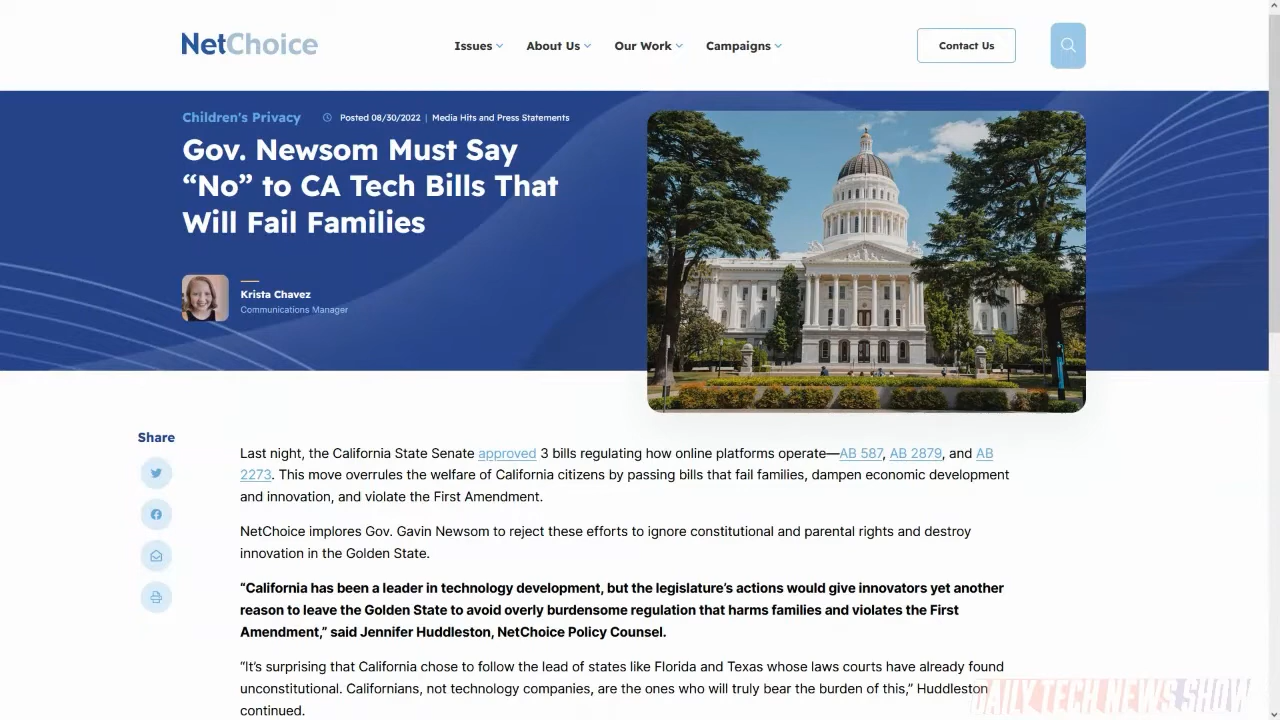 NetChoice
Issues
About Us
Our Work
Campaigns
Contact Us
Children's Privacy
Posted 08/30/2022 | Media Hits and Press Statements
Gov. Newsom Must Say
“No” to CA Tech Bills That
Will Fail Families
Krista Chavez
Communications Manager
Share
Last night, the California State Senate approved 3 bills regulating how online platforms operate—AB 587, AB 2879, and AB
2273. This move overrules the welfare of California citizens by passing bills that fail families, dampen economic development
and innovation, and violate the First Amendment.
NetChoice implores Gov. Gavin Newsom to reject these efforts to ignore constitutional and parental rights and destroy
innovation in the Golden State.
“California has been a leader in technology development, but the legislature’s actions would give innovators yet another
reason to leave the Golden State to avoid overly burdensome regulation that harms families and violates the First
Amendment,” said Jennifer Huddleston, NetChoice Policy Counsel.
“It’s surprising that California chose to follow the lead of states like Florida and Texas whose laws courts have already found
unconstitutional. Californians, not technology companies, are the ones who will truly bear the burden of this,” Huddleston
continued.
DAILY TECH NEWS SHOW